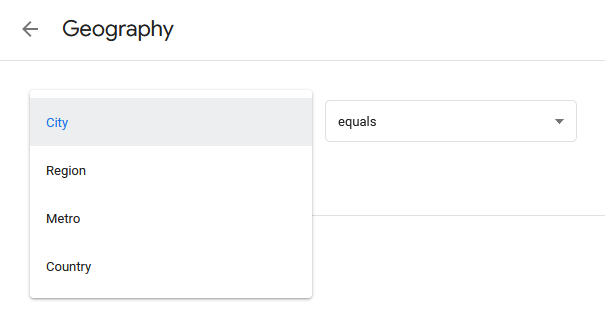 Geography
City
equals
Region
Metro
Country